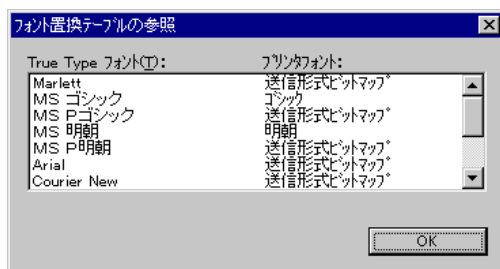 フォント置換テーブルの参照
True Type フォント(T): プリンタフォント:
Marlett 送信形式ビットマップ
MS ゴシック ゴシック
MS Pゴシック 送信形式ビットマップ
MS 明朝 明朝
MS P明朝 送信形式ビットマップ
Arial 送信形式ビットマップ
Courier New 送信形式ビットマップ
OK